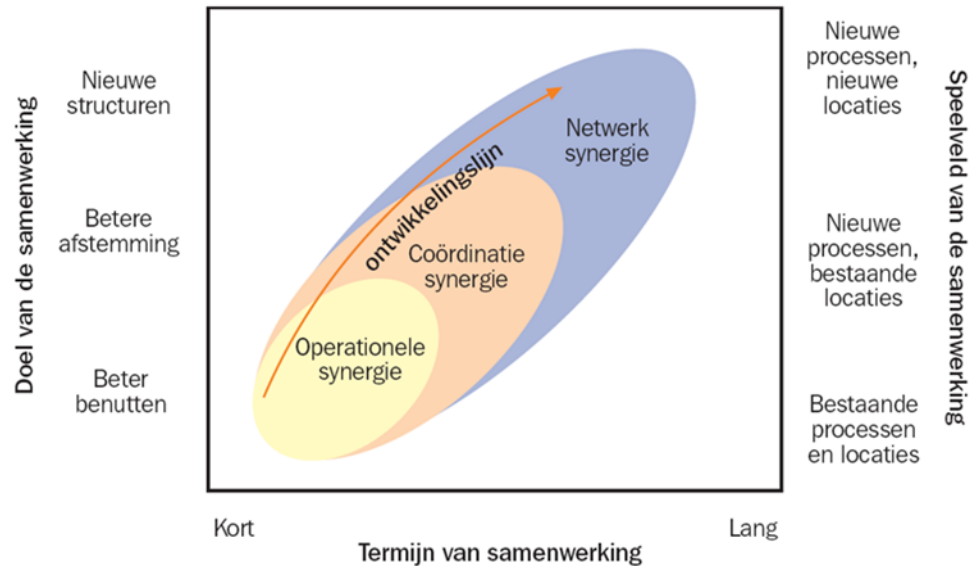 Doel van de samenwerking
Nieuwe
structuren
Betere
afstemming
Beter
benutten
ontwikkelingslijn
Netwerk
synergie
Coördinatie
synergie
Operationele
synergie
Nieuwe
processen,
nieuwe
locaties
Nieuwe
processen,
bestaande
locaties
Bestaande
processen
en locaties
Speelveld van de samenwerking
Kort
Lang
Termijn van samenwerking